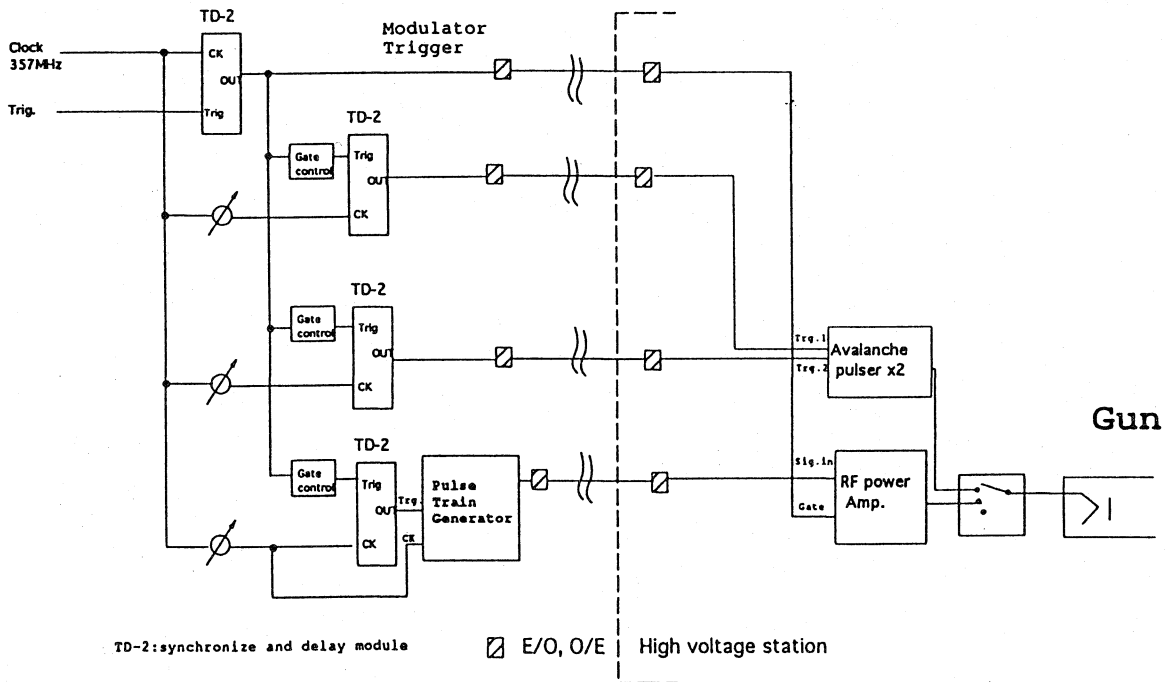 TD-2
Clock
357MHz
CK
OUT
Trig.
Trig
Modulator
Trigger
TD-2
Gate
control
Trig
OUT
CK
TD-2
Gate
control
Trig
OUT
CK
Trg.1
Trg.2
Avalanche
pulser x2
Gun
TD-2
Gate
control
Trig
OUT
CK
Trg.
CK
Pulse
Train
Generator
Sig.in
Gate
RF power
Amp.
TD-2:synchronize and delay module
E/O, O/E
High voltage station